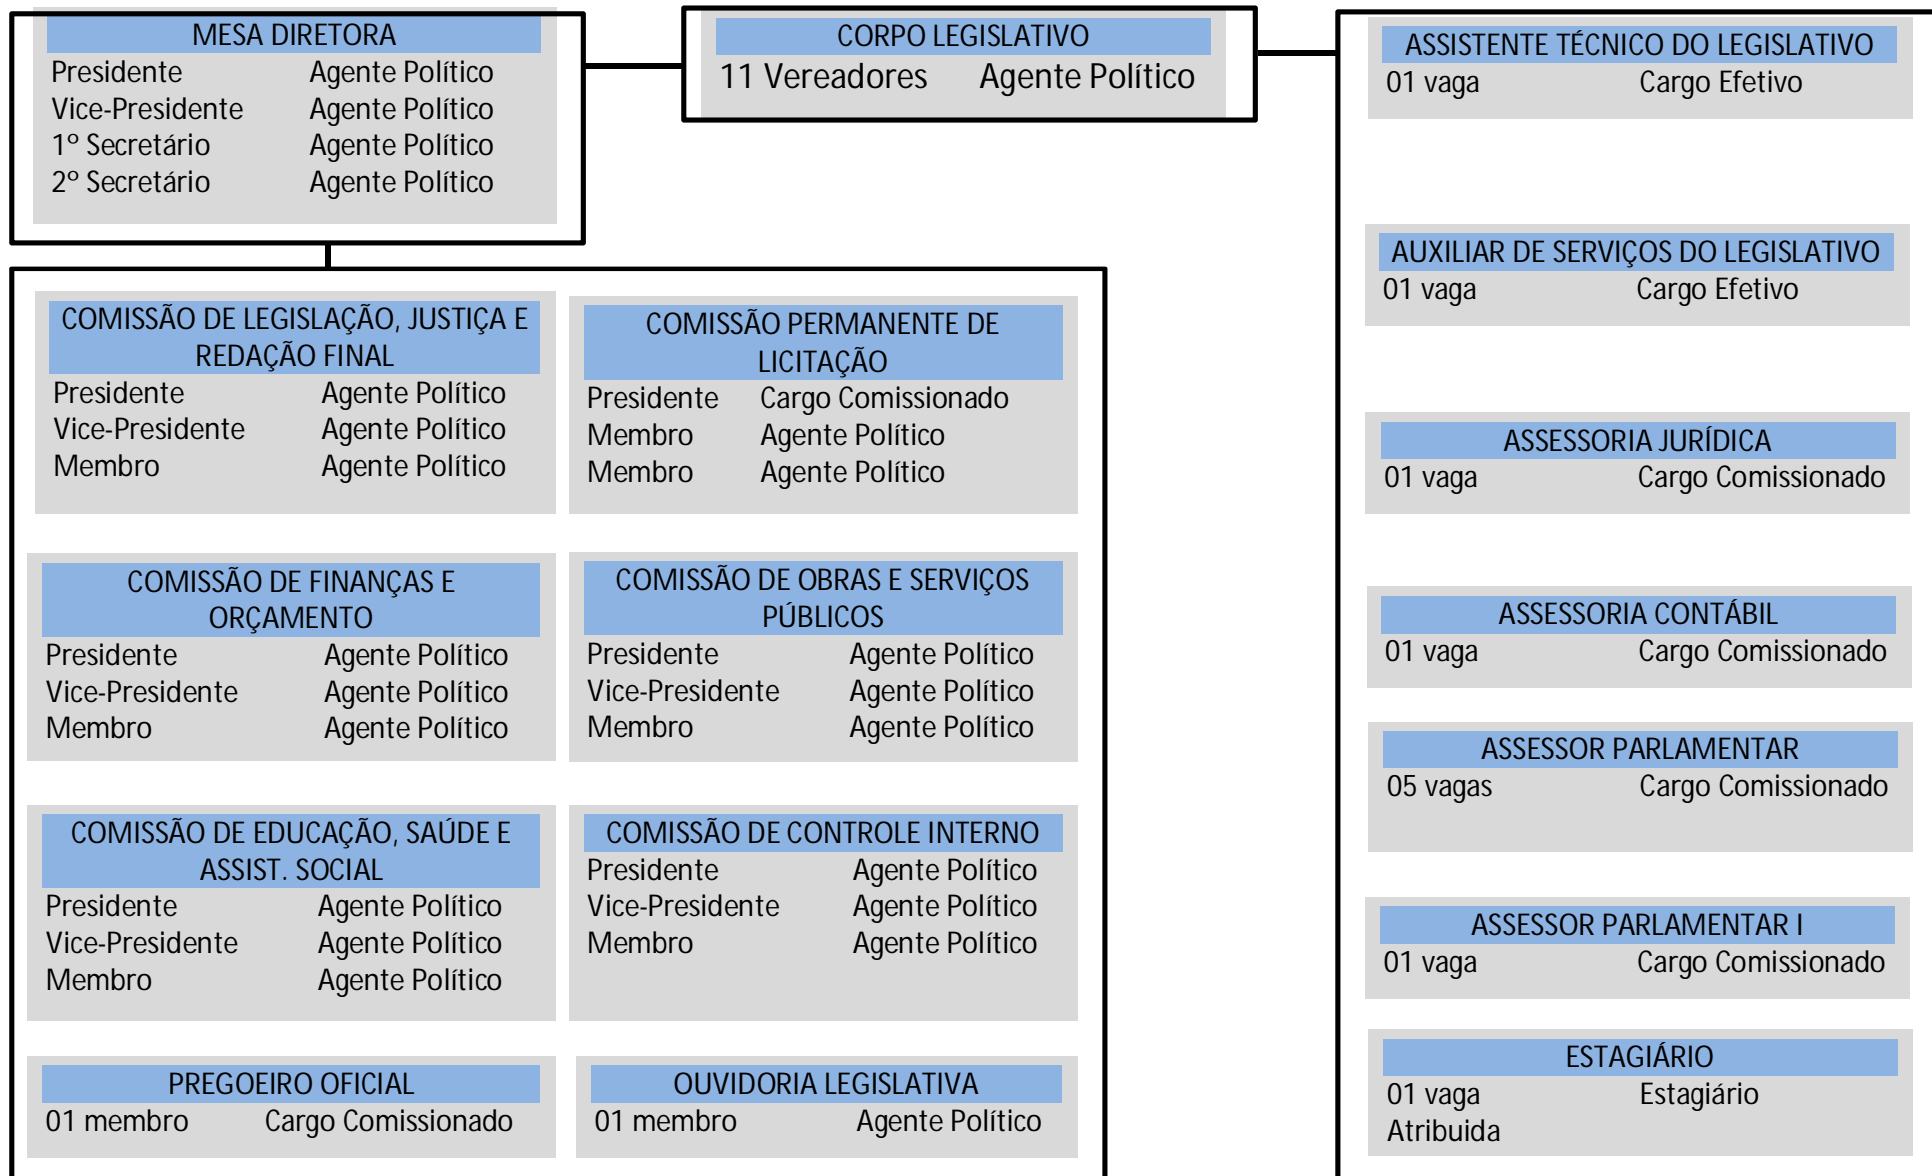 MESA DIRETORA
Presidente Agente Político
Vice-Presidente Agente Político
1º Secretário Agente Político
2º Secretário Agente Político
CORPO LEGISLATIVO
11 Vereadores Agente Político
COMISSÃO DE LEGISLAÇÃO, JUSTIÇA E
REDAÇÃO FINAL
Presidente Agente Político
Vice-Presidente Agente Político
Membro Agente Político
COMISSÃO PERMANENTE DE
LICITAÇÃO
Presidente Cargo Comissionado
Membro Agente Político
Membro Agente Político
COMISSÃO DE FINANÇAS E
ORÇAMENTO
Presidente Agente Político
Vice-Presidente Agente Político
Membro Agente Político
COMISSÃO DE OBRAS E SERVIÇOS
PÚBLICOS
Presidente Agente Político
Vice-Presidente Agente Político
Membro Agente Político
COMISSÃO DE EDUCAÇÃO, SAÚDE E
ASSIST. SOCIAL
Presidente Agente Político
Vice-Presidente Agente Político
Membro Agente Político
COMISSÃO DE CONTROLE INTERNO
Presidente Agente Político
Vice-Presidente Agente Político
Membro Agente Político
PREGOEIRO OFICIAL
01 membro Cargo Comissionado
OUVIDORIA LEGISLATIVA
01 membro Agente Político
ASSISTENTE TÉCNICO DO LEGISLATIVO
01 vaga Cargo Efetivo
AUXILIAR DE SERVIÇOS DO LEGISLATIVO
01 vaga Cargo Efetivo
ASSESSORIA JURÍDICA
01 vaga Cargo Comissionado
ASSESSORIA CONTÁBIL
01 vaga Cargo Comissionado
ASSESSOR PARLAMENTAR
05 vagas Cargo Comissionado
ASSESSOR PARLAMENTAR I
01 vaga Cargo Comissionado
ESTAGIÁRIO
01 vaga Estagiário
Atribuida